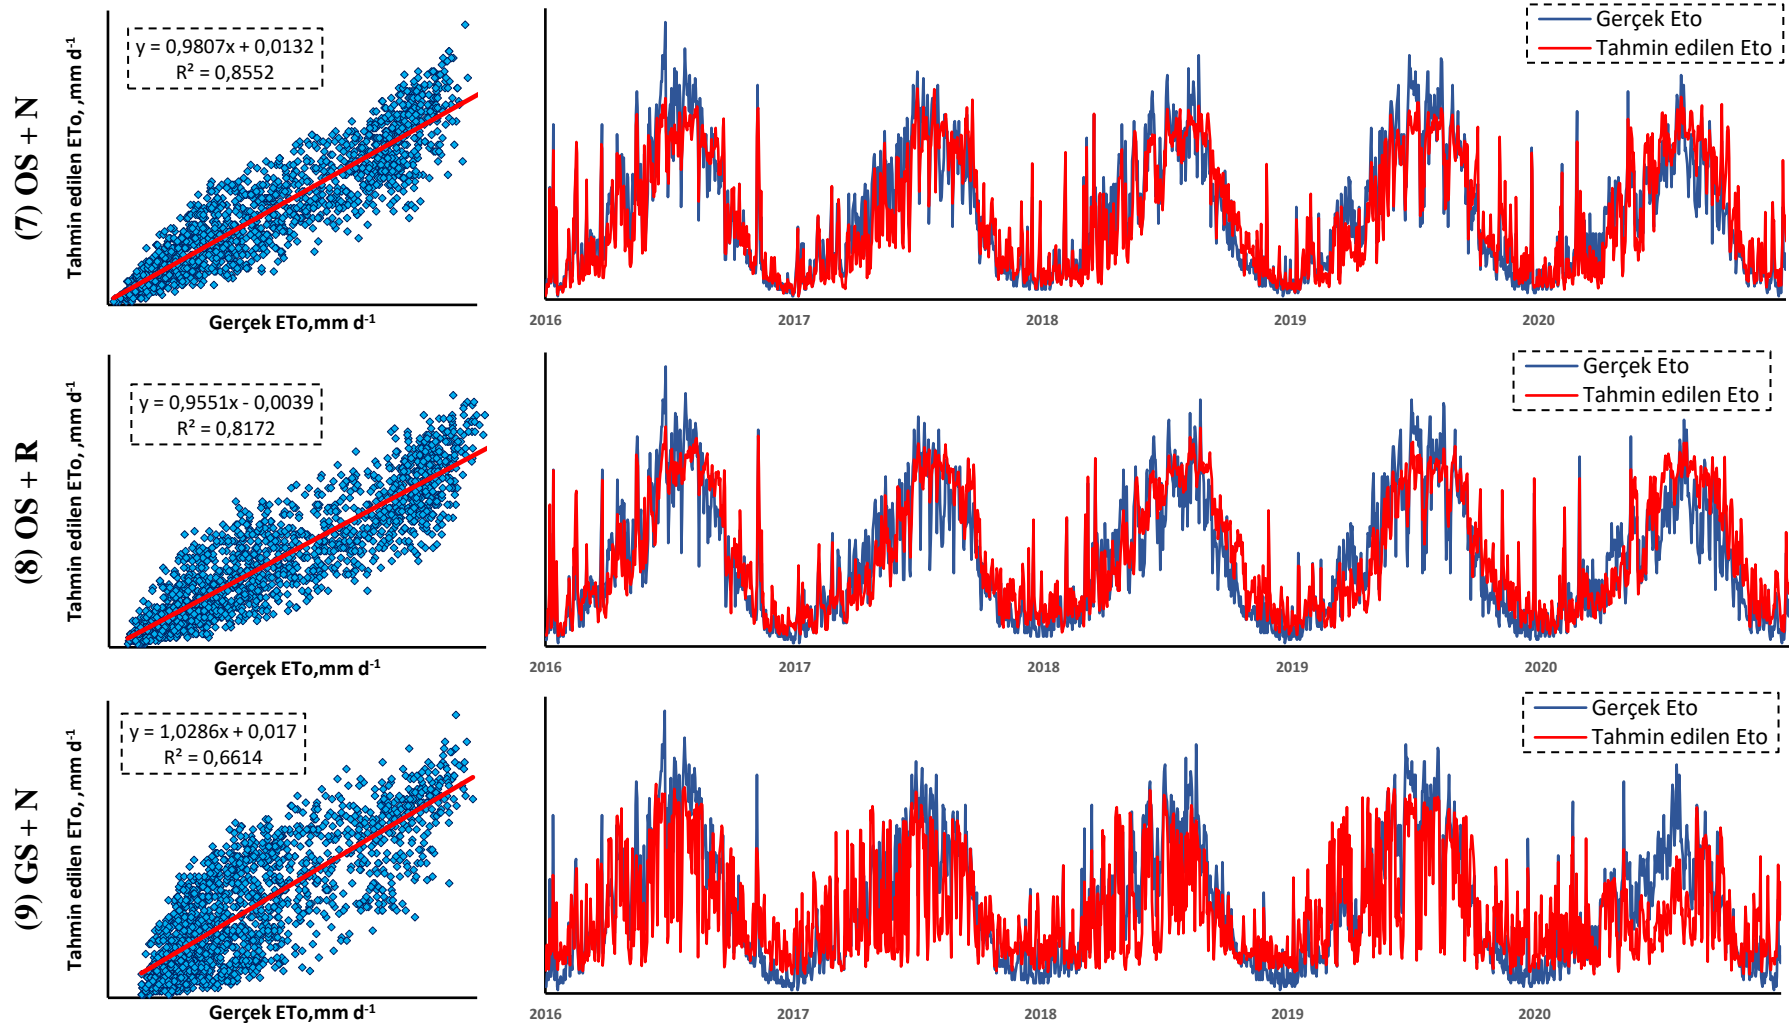 (7) OS + N
Tahmin edilen ETo, ,mm d-1
y = 0,9807x + 0,0132
R² = 0,8552
Gerçek ETo,mm d-1
Gerçek Eto
Tahmin edilen Eto
2016 2017 2018 2019 2020
(8) OS + R
Tahmin edilen ETo, ,mm d-1
y = 0,9551x - 0,0039
R² = 0,8172
Gerçek ETo,mm d-1
Gerçek Eto
Tahmin edilen Eto
2016 2017 2018 2019 2020
(9) GS + N
Tahmin edilen ETo, ,mm d-1
y = 1,0286x + 0,017
R² = 0,6614
Gerçek ETo,mm d-1
Gerçek Eto
Tahmin edilen Eto
2016 2017 2018 2019 2020